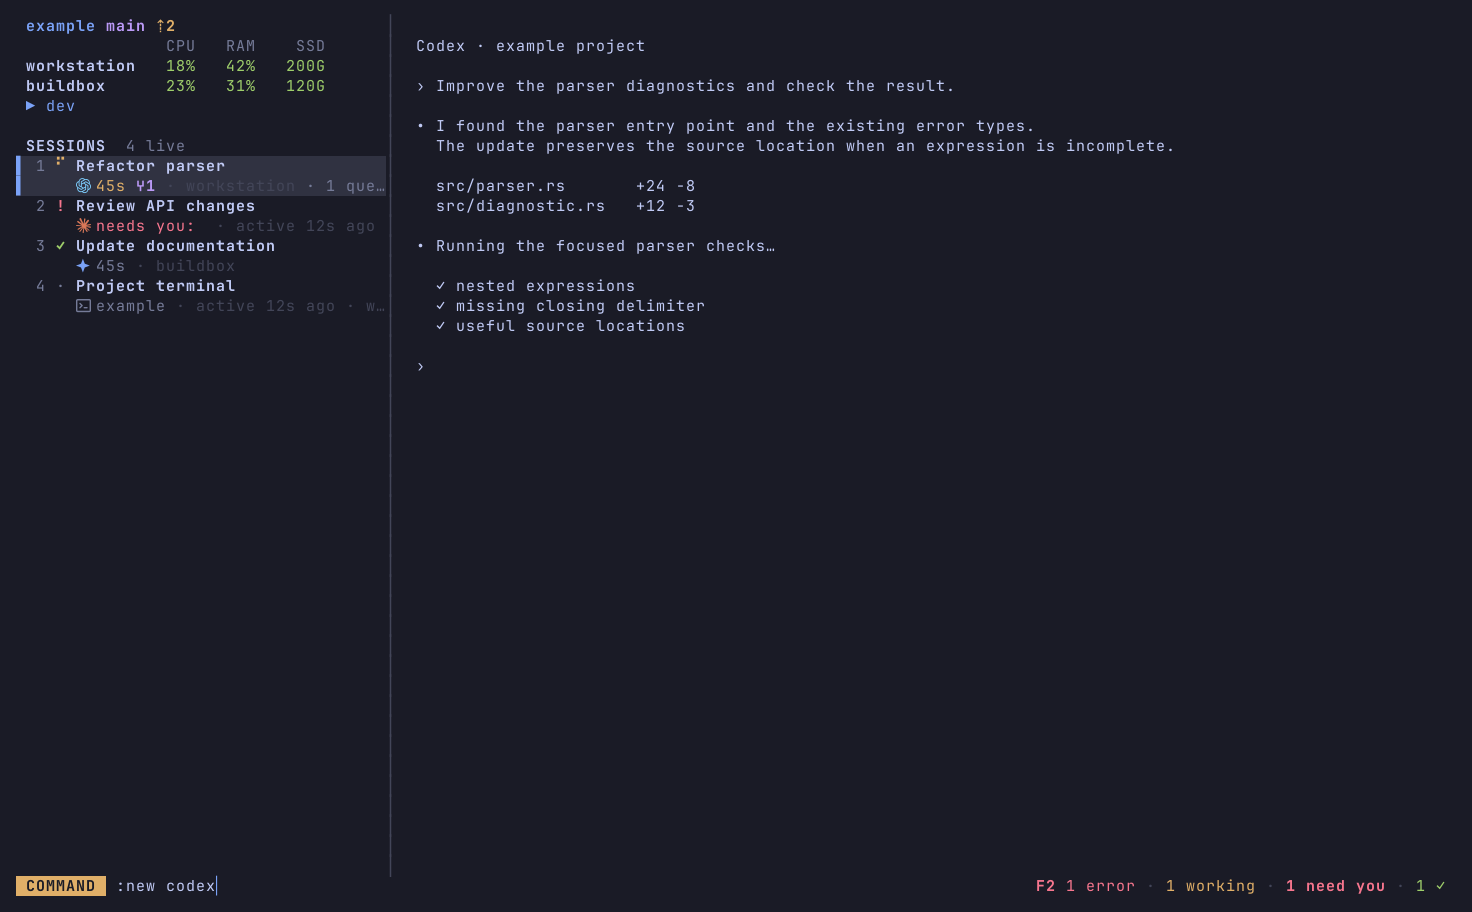 example main ⇡2
CPU RAM SSD
workstation 18% 42% 200G
buildbox 23% 31% 120G
▶ dev
SESSIONS 4 live
1 Refactor parser
45s 1 · workstation · 1 que…
2 ! Review API changes
needs you: · active 12s ago
3 ✓ Update documentation
45s · buildbox
4 · Project terminal
example · active 12s ago · w…
Codex · example project
› Improve the parser diagnostics and check the result.
• I found the parser entry point and the existing error types.
The update preserves the source location when an expression is incomplete.
src/parser.rs +24 -8
src/diagnostic.rs +12 -3
• Running the focused parser checks…
✓ nested expressions
✓ missing closing delimiter
✓ useful source locations
›
COMMAND :new codex
F2 1 error · 1 working · 1 need you · 1 ✓